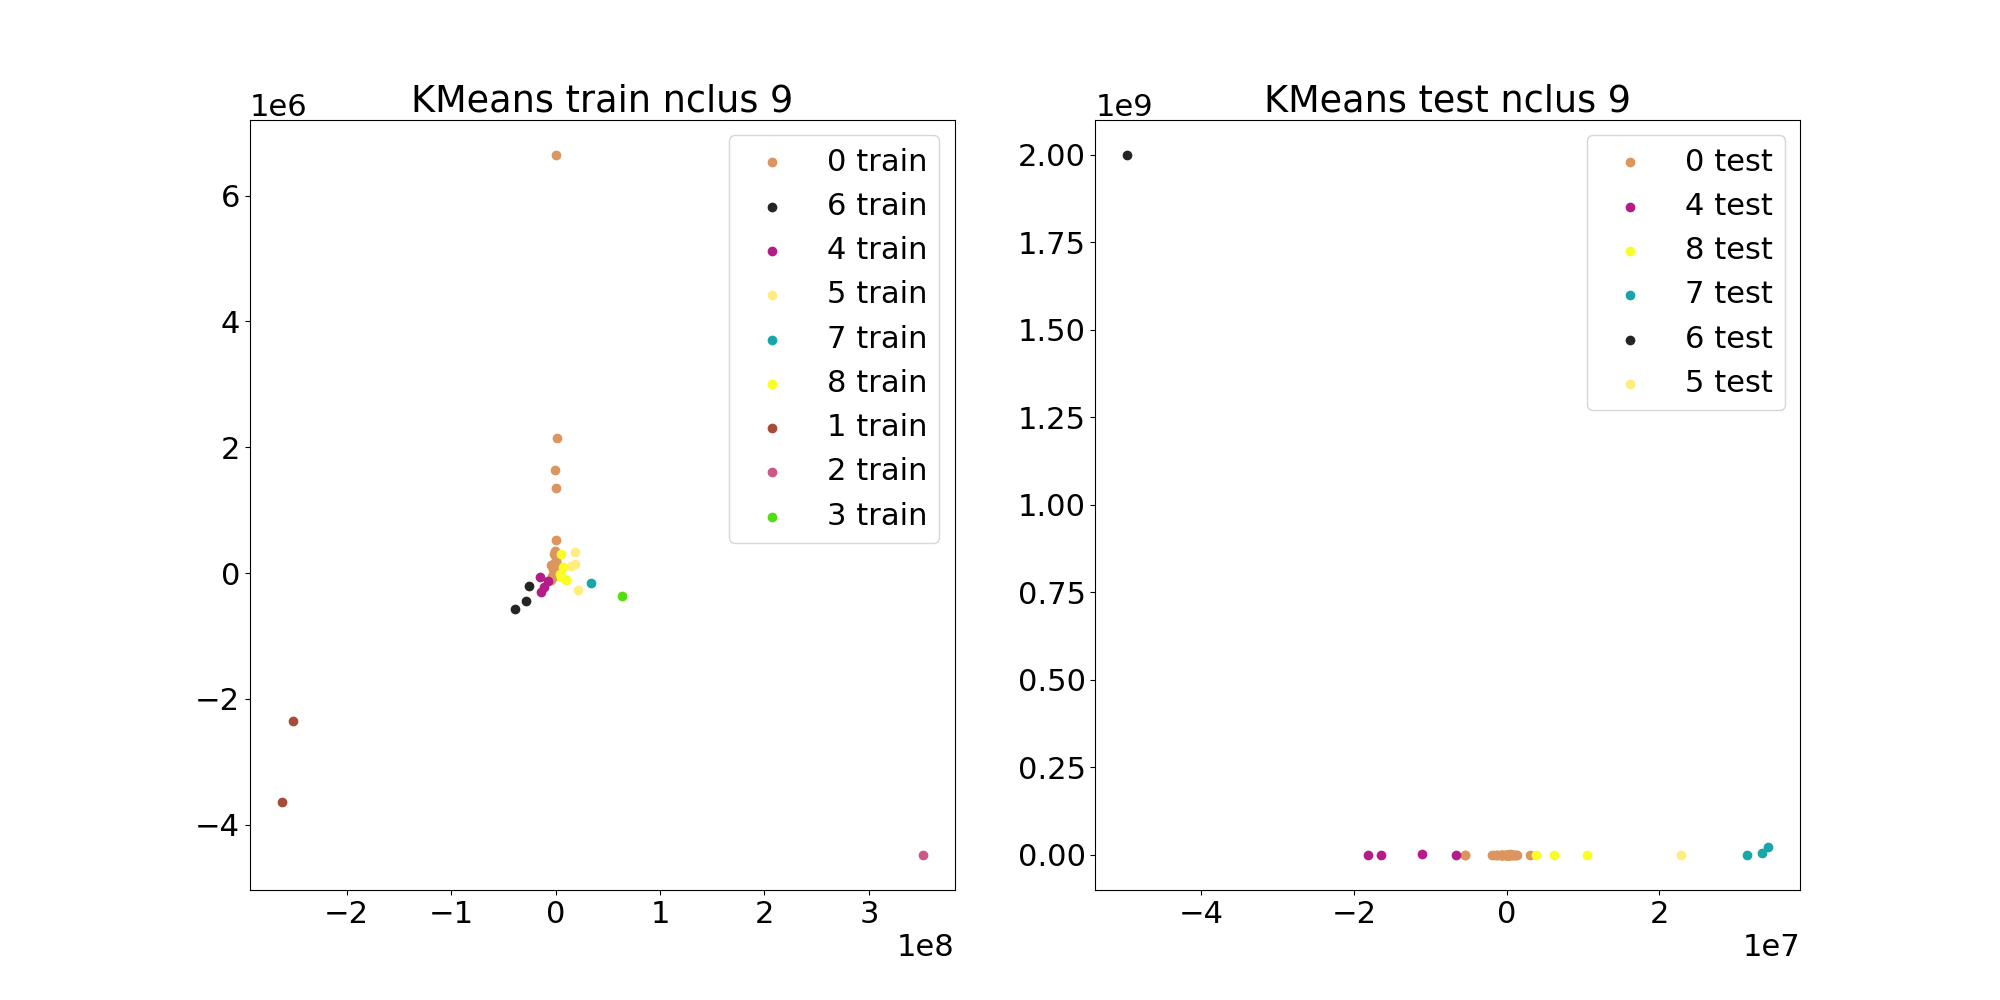 KMeans train nclus 9
1e6
6
4
2
0
−2
−4
−2
−1
0
1
2
3
1e8
0 train
6 train
4 train
5 train
7 train
8 train
1 train
2 train
3 train
KMeans test nclus 9
1e9
2.00
1.75
1.50
1.25
1.00
0.75
0.50
0.25
0.00
−4
−2
0
2
1e7
0 test
4 test
8 test
7 test
6 test
5 test